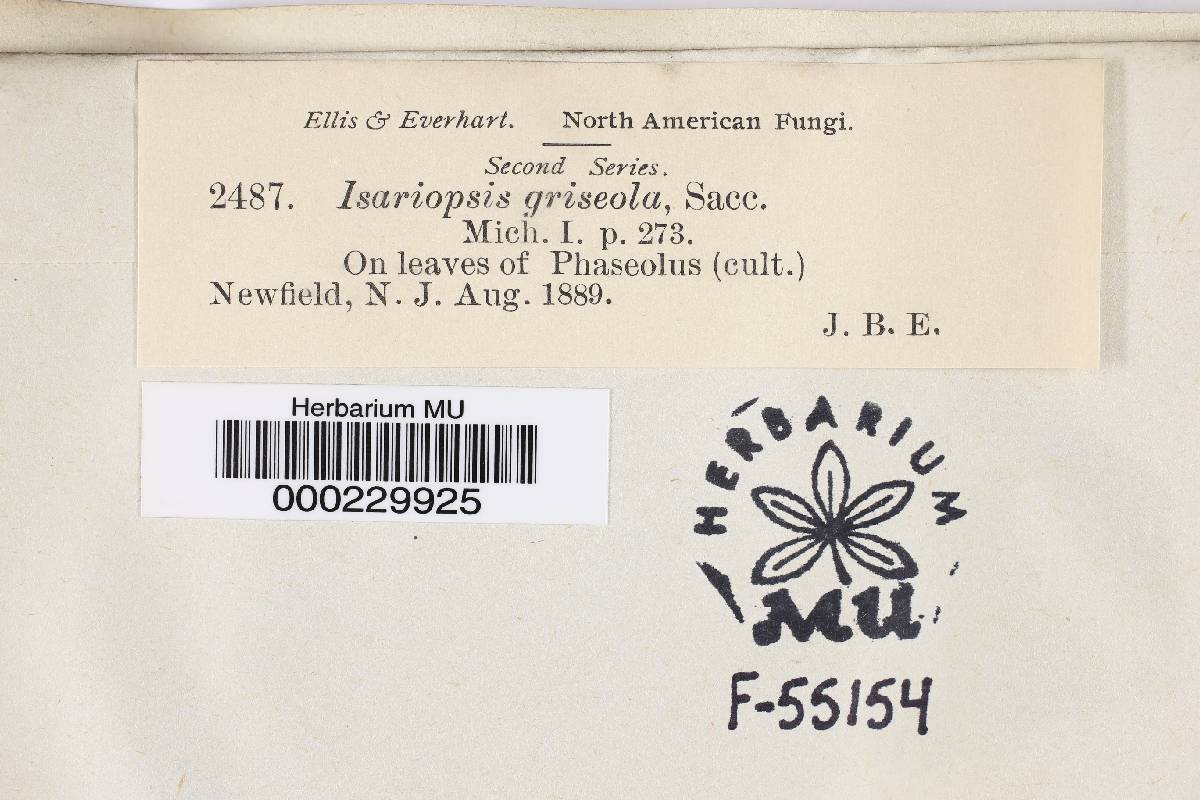 Ellis & Everhart. North American Fungi.
Second Series.
2487. Isariopsis griseola, Sacc.
Mich. I. p. 273.
On leaves of Phaseolus (cult.)
Newfield, N. J. Aug. 1889.
J. B. E.
Herbarium MU
000229925
HERBARIUM
MU
F-55154